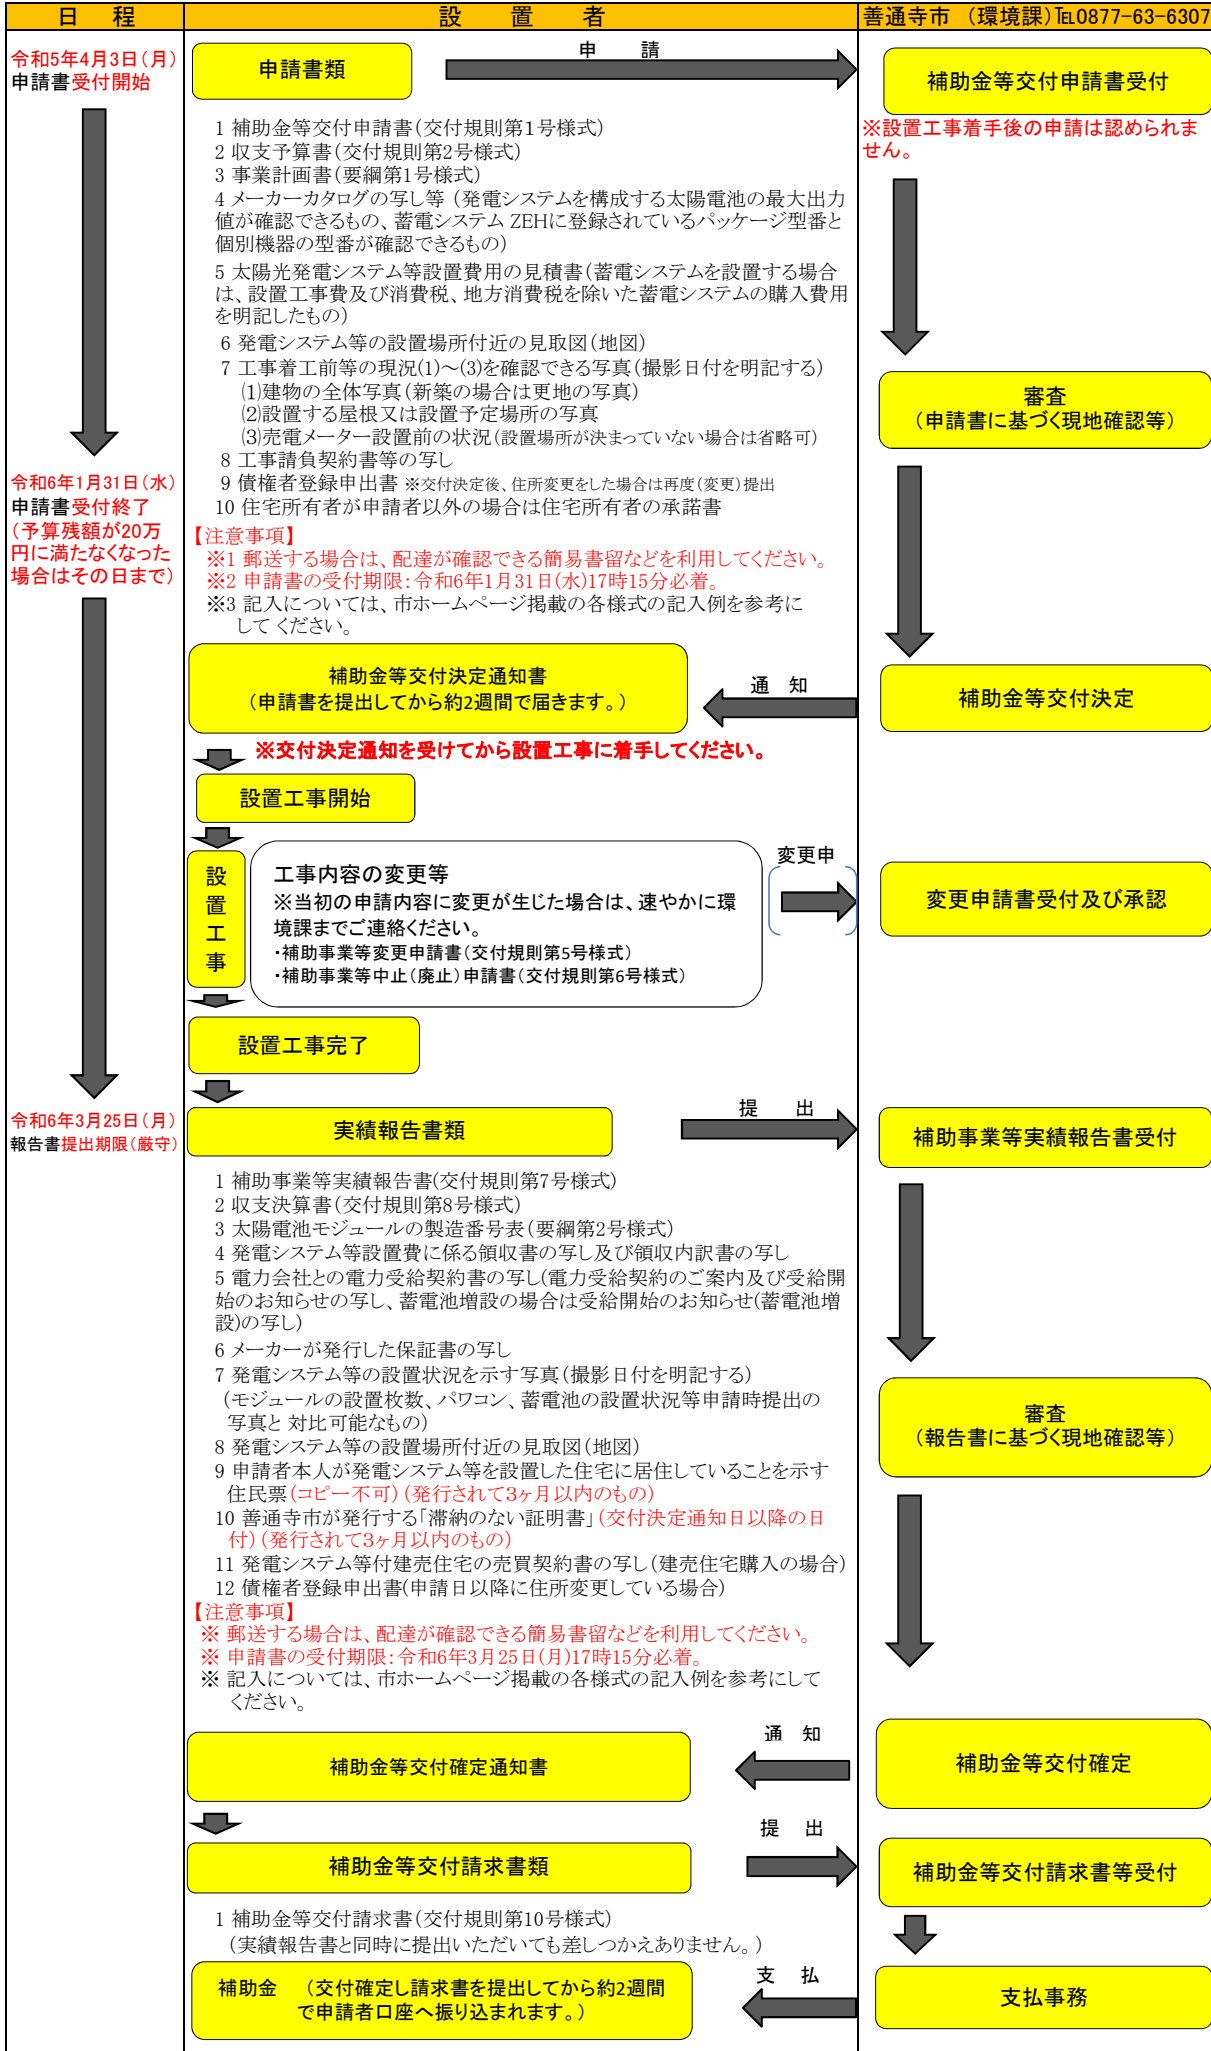 日　程
設　置　者
善通寺市　（環境課）℡0877-63-6307
令和5年4月3日（月）
申請書受付開始
申請書類
申　請
補助金等交付申請書受付
※設置工事着手後の申請は認められま
せん。
1 補助金等交付申請書（交付規則第1号様式）
2 収支予算書（交付規則第2号様式）
3 事業計画書（要綱第1号様式）
4 メーカーカタログの写し等（発電システムを構成する太陽電池の最大出力
値が確認できるもの、蓄電システム ZEHに登録されているパッケージ型番と
個別機器の型番が確認できるもの）
5 太陽光発電システム等設置費用の見積書（蓄電システムを設置する場合
は、設置工事費及び消費税、地方消費税を除いた蓄電システムの購入費用
を明記したもの）
6 発電システム等の設置場所付近の見取図（地図）
7 工事着工前等の現況(1)～(3)を確認できる写真（撮影日付を明記する）
⑴建物の全体写真（新築の場合は更地の写真）
⑵設置する屋根又は設置予定場所の写真
⑶売電メーター設置前の状況（設置場所が決まっていない場合は省略可）
8 工事請負契約書等の写し
9 債権者登録申出書 ※交付決定後、住所変更をした場合は再度（変更）提出
10 住宅所有者が申請者以外の場合は住宅所有者の承諾書
審査
（申請書に基づく現地確認等）
令和6年1月31日（水）
申請書受付終了
（予算残額が20万
円に満たなくなった
場合はその日まで）
【注意事項】
※1 郵送する場合は、配達が確認できる簡易書留などを利用してください。
※2 申請書の受付期限：令和6年1月31日（水）17時15分必着。
※3 記入については、市ホームページ掲載の各様式の記入例を参考に
して ください。
補助金等交付決定通知書
（申請書を提出してから約2週間で届きます。）
通　知
補助金等交付決定
※交付決定通知を受けてから設置工事に着手してください。
設置工事開始
設
置
工
事
工事内容の変更等
※当初の申請内容に変更が生じた場合は、速やかに環
境課までご連絡ください。
・補助事業等変更申請書（交付規則第5号様式）
・補助事業等中止（廃止）申請書（交付規則第6号様式）
変更申
変更申請書受付及び承認
設置工事完了
令和6年3月25日（月）
報告書提出期限（厳守）
実績報告書類
提　出
補助事業等実績報告書受付
1 補助事業等実績報告書(交付規則第7号様式）
2 収支決算書（交付規則第8号様式）
3 太陽電池モジュールの製造番号表（要綱第2号様式）
4 発電システム等設置費に係る領収書の写し及び領収内訳書の写し
5 電力会社との電力受給契約書の写し(電力受給契約のご案内及び受給開
始のお知らせの写し、蓄電池増設の場合は受給開始のお知らせ(蓄電池増
設)の写し）
6 メーカーが発行した保証書の写し
7 発電システム等の設置状況を示す写真（撮影日付を明記する）
（モジュールの設置枚数、パワコン、蓄電池の設置状況等申請時提出の
写真と 対比可能なもの）
8 発電システム等の設置場所付近の見取図（地図）
9 申請者本人が発電システム等を設置した住宅に居住していることを示す
住民票（コピー不可）（発行されて3ヶ月以内のもの）
10 善通寺市が発行する「滞納のない証明書」（交付決定通知日以降の日
付）（発行されて3ヶ月以内のもの）
11 発電システム等付建売住宅の売買契約書の写し（建売住宅購入の場合）
12 債権者登録申出書(申請日以降に住所変更している場合）
審査
（報告書に基づく現地確認等）
【注意事項】
※ 郵送する場合は、配達が確認できる簡易書留などを利用してください。
※ 申請書の受付期限：令和6年3月25日（月）17時15分必着。
※ 記入については、市ホームページ掲載の各様式の記入例を参考にして
ください。
補助金等交付確定通知書
通　知
補助金等交付確定
補助金等交付請求書類
提　出
補助金等交付請求書等受付
1 補助金等交付請求書（交付規則第10号様式）
（実績報告書と同時に提出いただいても差しつかえありません。）
補助金　（交付確定し請求書を提出してから約2週間
で申請者口座へ振り込まれます。）
支　払
支払事務